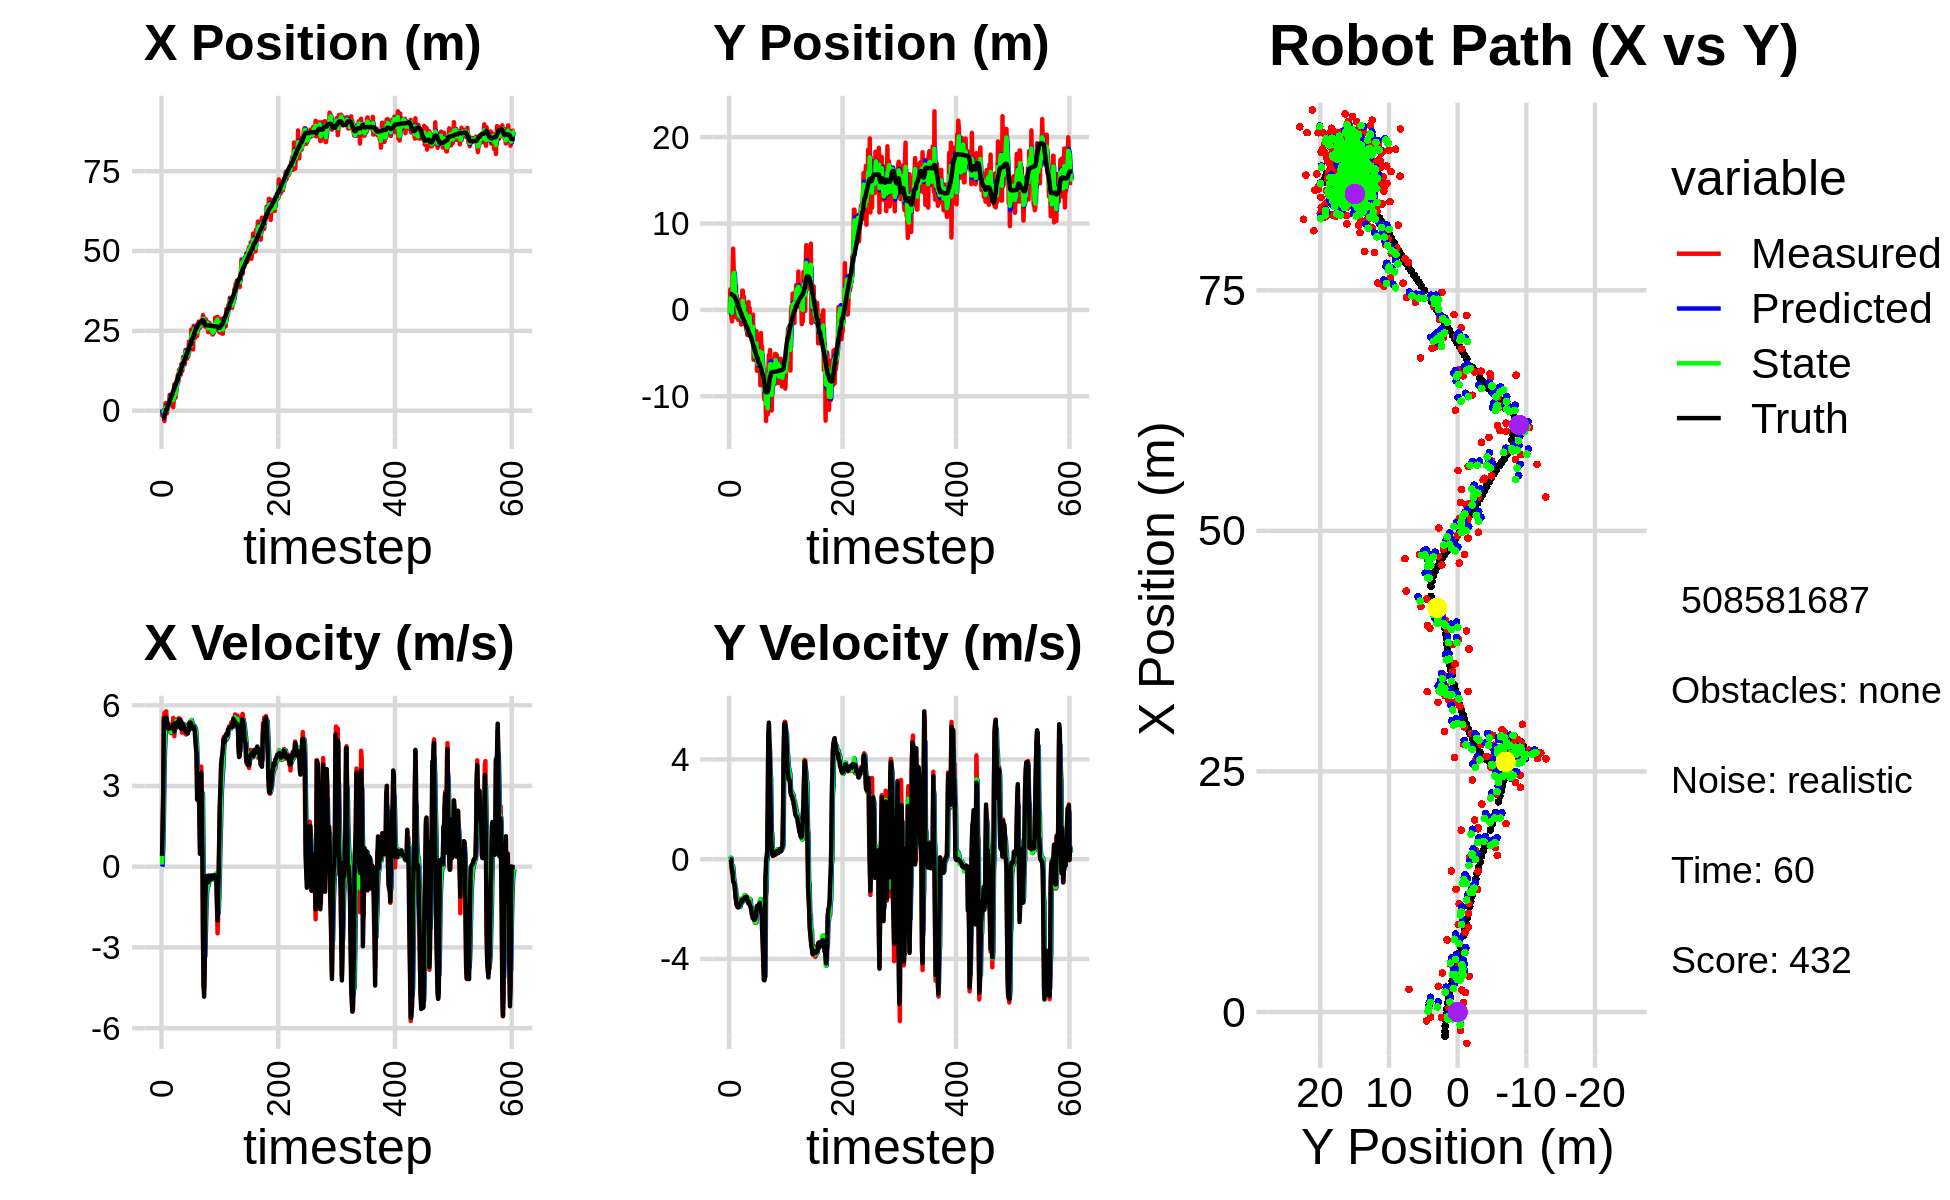 X Position (m)
75
50
25
0
0
200
400
600
timestep
Y Position (m)
20
10
0
-10
0
200
400
600
timestep
X Velocity (m/s)
6
3
0
-3
-6
0
200
400
600
timestep
Y Velocity (m/s)
4
0
-4
0
200
400
600
timestep
Robot Path (X vs Y)
X Position (m)
75
50
25
0
20 10 0 -10 -20
Y Position (m)
variable
Measured
Predicted
State
Truth
508581687
Obstacles: none
Noise: realistic
Time: 60
Score: 432